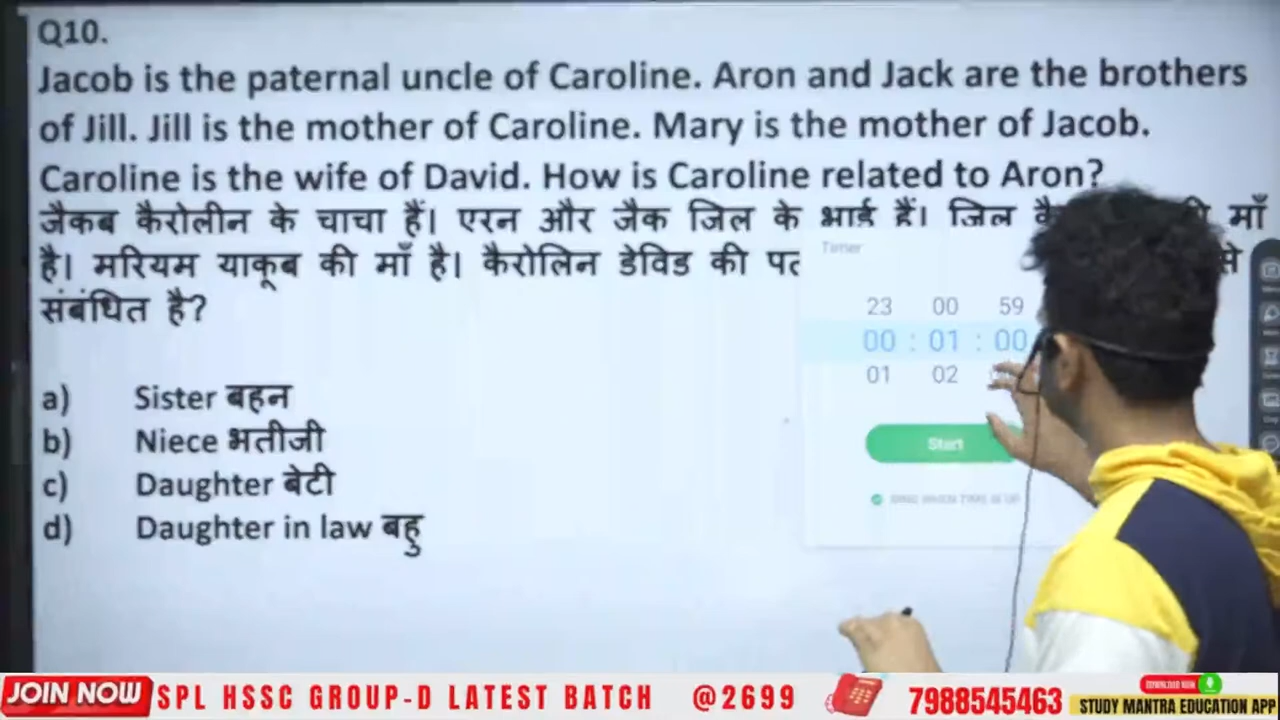 Q10.
Jacob is the paternal uncle of Caroline. Aron and Jack are the brothers
of Jill. Jill is the mother of Caroline. Mary is the mother of Jacob.
Caroline is the wife of David. How is Caroline related to Aron?
जैकब कैरोलीन के चाचा हैं। एरन और जैक जिल के भाई हैं। जिल माँ
है। मरियम याकूब की माँ है। कैरोलिन डेविड की से
संबंधित है?
Timer
23 00 59
00 : 01 : 00
01 02
Start
a) Sister बहन
b) Niece भतीजी
c) Daughter बेटी
d) Daughter in law बहु
JOIN NOW SPL HSSC GROUP-D LATEST BATCH @2699 7988545463
DOWNLOAD NOW
STUDY MANTRA EDUCATION APP